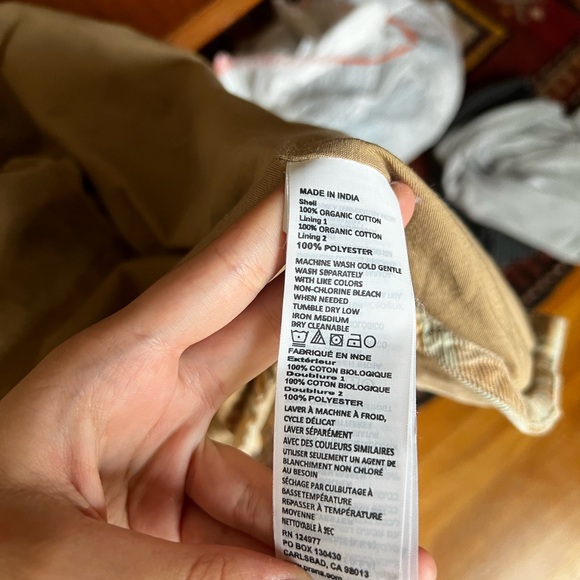 MADE IN INDIA
Shell
100% ORGANIC COTTON
Lining 1
100% ORGANIC COTTON
Lining 2
100% POLYESTER
MACHINE WASH COLD GENTLE
WASH SEPARATELY
WITH LIKE COLORS
NON-CHLORINE BLEACH
WHEN NEEDED
TUMBLE DRY LOW
IRON MEDIUM
DRY CLEANABLE
FABRIQUÉ EN INDE
Extérieur
100% COTON BIOLOGIQUE
Doublure 1
100% COTON BIOLOGIQUE
Doublure 2
100% POLYESTER
LAVER À MACHINE À FROID,
CYCLE DÉLICAT
LAVER SÉPARÉMENT
AVEC DES COULEURS SIMILAIRES
UTILISER SEULEMENT UN AGENT DE
BLANCHIMENT NON CHLORÉ
AU BESOIN
SÉCHAGE PAR CULBUTAGE À
BASSE TEMPÉRATURE
REPASSER À TEMPÉRATURE
MOYENNE
NETTOYABLE À SEC
RN 124977
PO BOX 130430
CARLSBAD, CA 98013